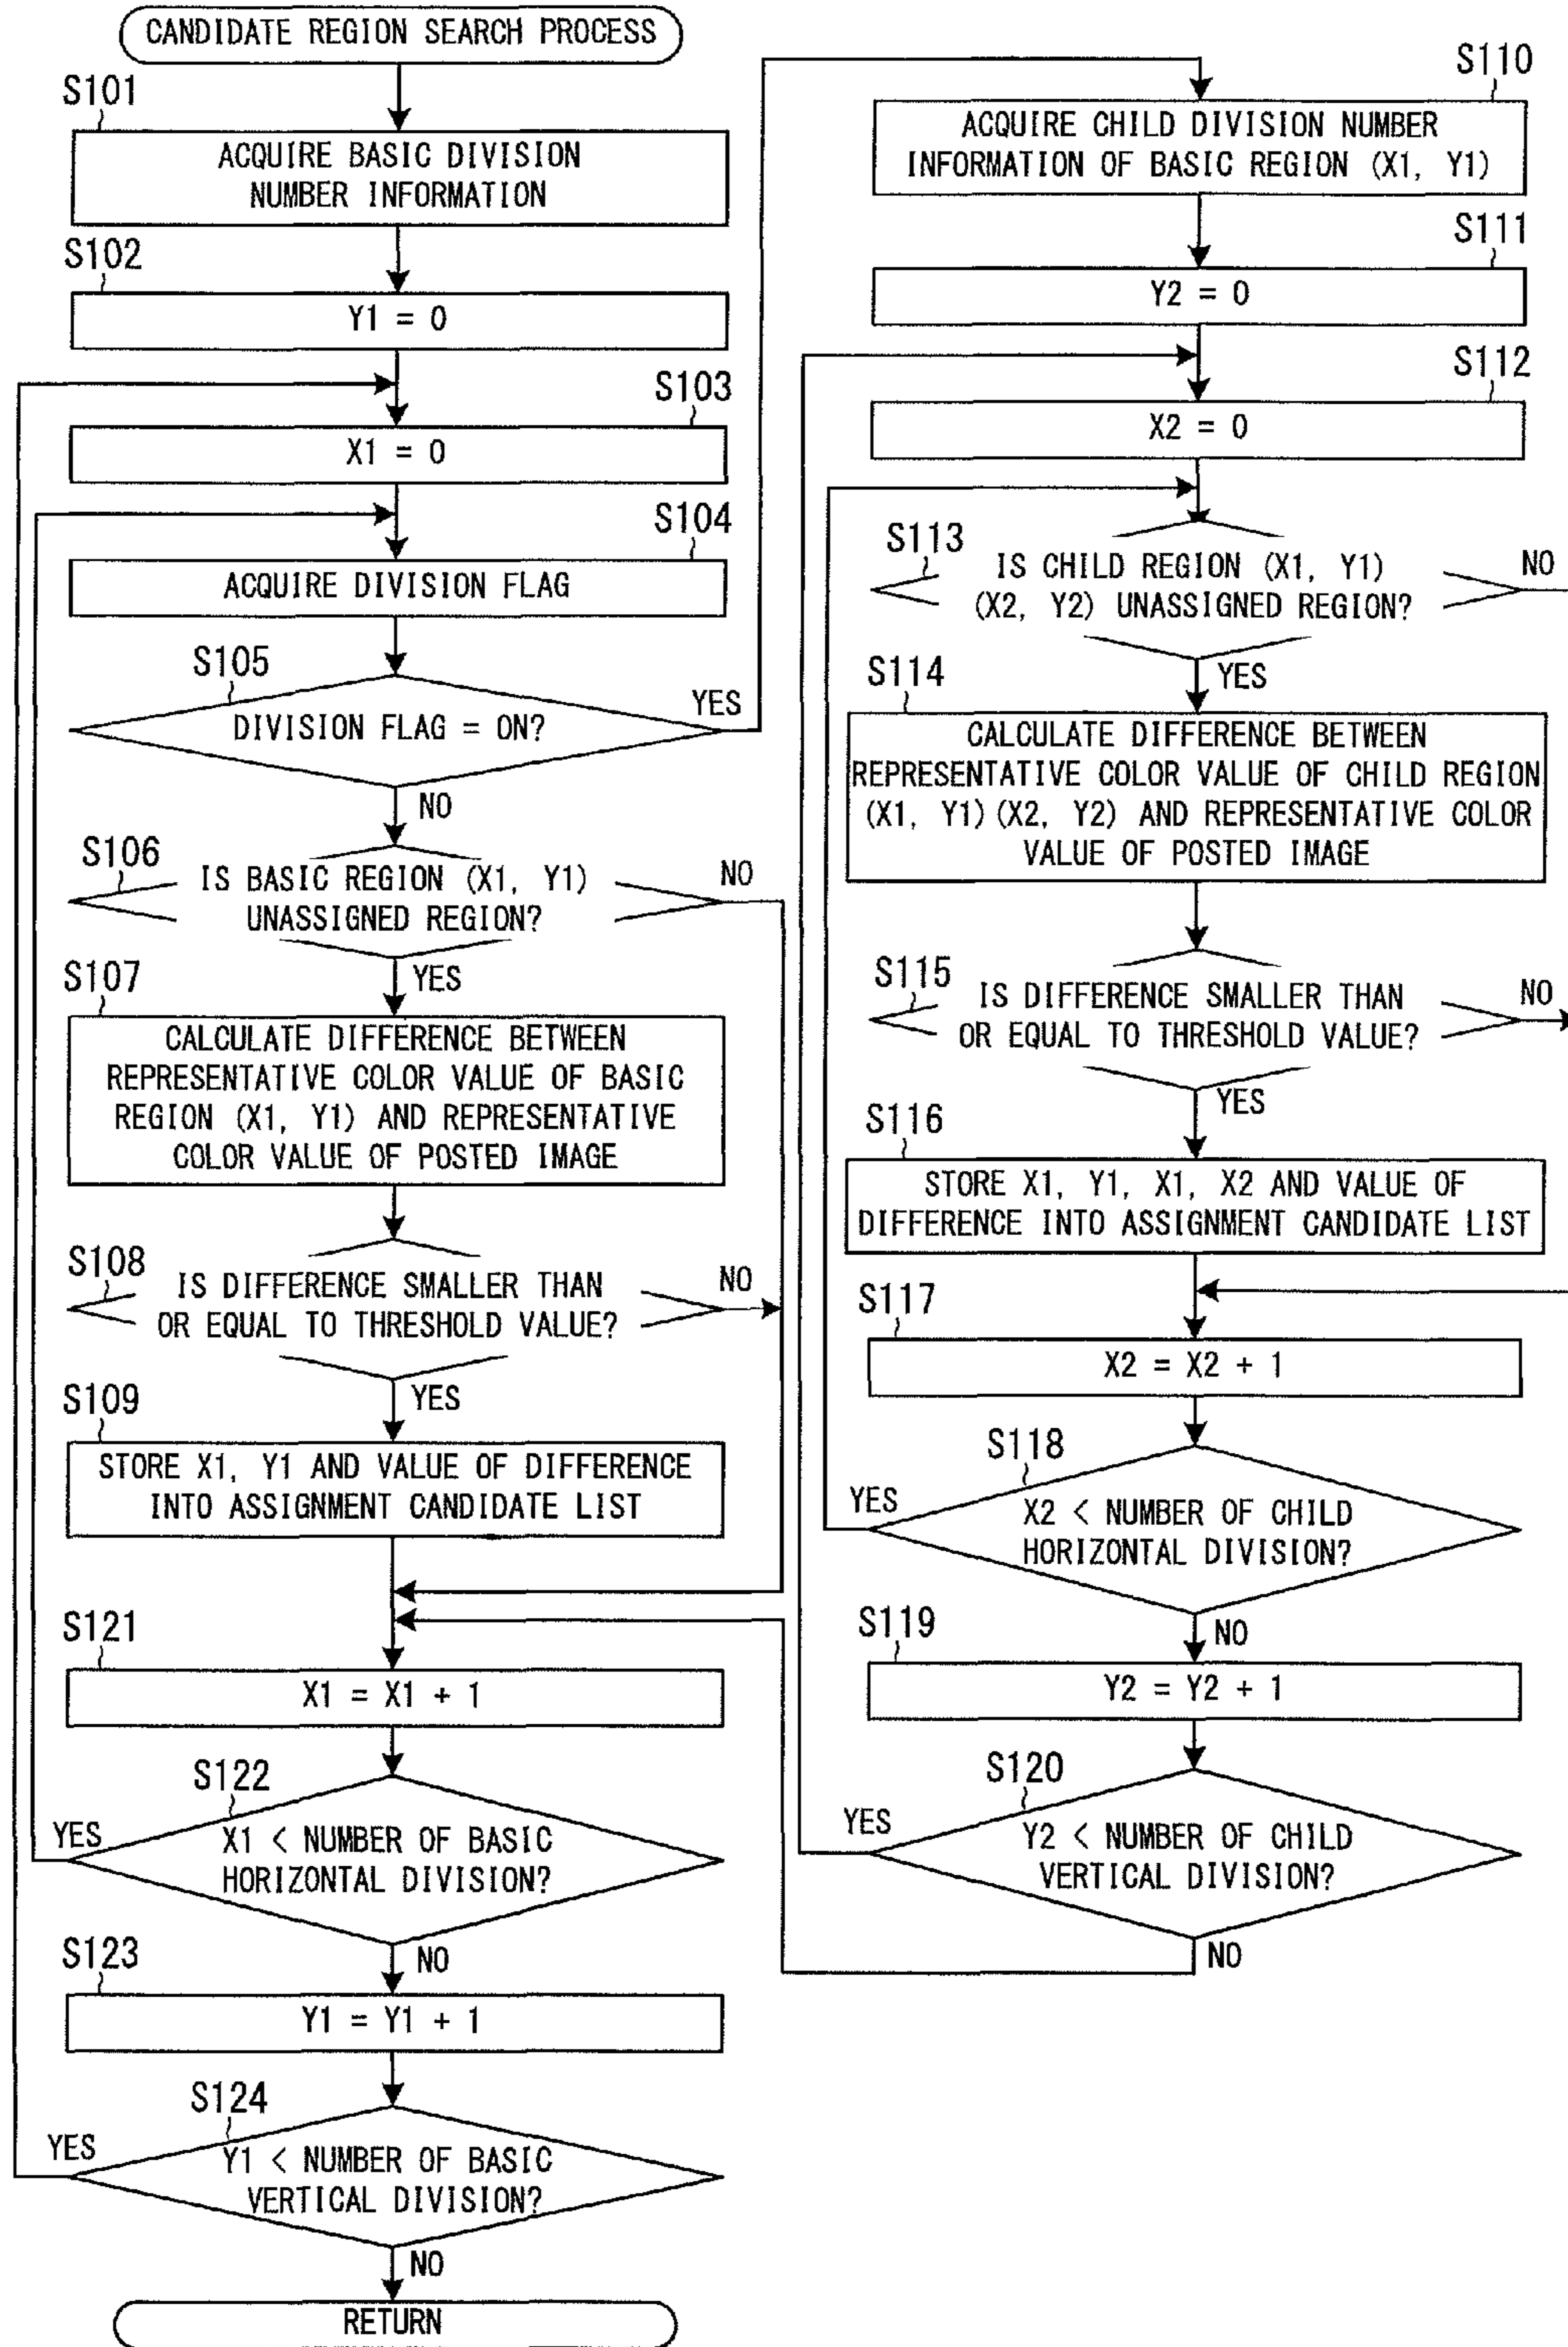 CANDIDATE REGION SEARCH PROCESS
S101
ACQUIRE BASIC DIVISION
NUMBER INFORMATION
S102
Y1 = 0
S103
X1 = 0
S104
ACQUIRE DIVISION FLAG
S105
DIVISION FLAG = ON?
YES
NO
S106
IS BASIC REGION (X1, Y1)
UNASSIGNED REGION?
NO
YES
S107
CALCULATE DIFFERENCE BETWEEN
REPRESENTATIVE COLOR VALUE OF BASIC
REGION (X1, Y1) AND REPRESENTATIVE
COLOR VALUE OF POSTED IMAGE
S108
IS DIFFERENCE SMALLER THAN
OR EQUAL TO THRESHOLD VALUE?
NO
YES
S109
STORE X1, Y1 AND VALUE OF DIFFERENCE
INTO ASSIGNMENT CANDIDATE LIST
S121
X1 = X1 + 1
S122
X1 < NUMBER OF BASIC
HORIZONTAL DIVISION?
YES
NO
S123
Y1 = Y1 + 1
S124
Y1 < NUMBER OF BASIC
VERTICAL DIVISION?
YES
NO
RETURN
S110
ACQUIRE CHILD DIVISION NUMBER
INFORMATION OF BASIC REGION (X1, Y1)
S111
Y2 = 0
S112
X2 = 0
S113
IS CHILD REGION (X1, Y1)
(X2, Y2) UNASSIGNED REGION?
NO
YES
S114
CALCULATE DIFFERENCE BETWEEN
REPRESENTATIVE COLOR VALUE OF CHILD REGION
(X1, Y1) (X2, Y2) AND REPRESENTATIVE COLOR
VALUE OF POSTED IMAGE
S115
IS DIFFERENCE SMALLER THAN
OR EQUAL TO THRESHOLD VALUE?
NO
YES
S116
STORE X1, Y1, X1, X2 AND VALUE OF
DIFFERENCE INTO ASSIGNMENT CANDIDATE LIST
S117
X2 = X2 + 1
S118
X2 < NUMBER OF CHILD
HORIZONTAL DIVISION?
YES
NO
S119
Y2 = Y2 + 1
S120
Y2 < NUMBER OF CHILD
VERTICAL DIVISION?
YES
NO